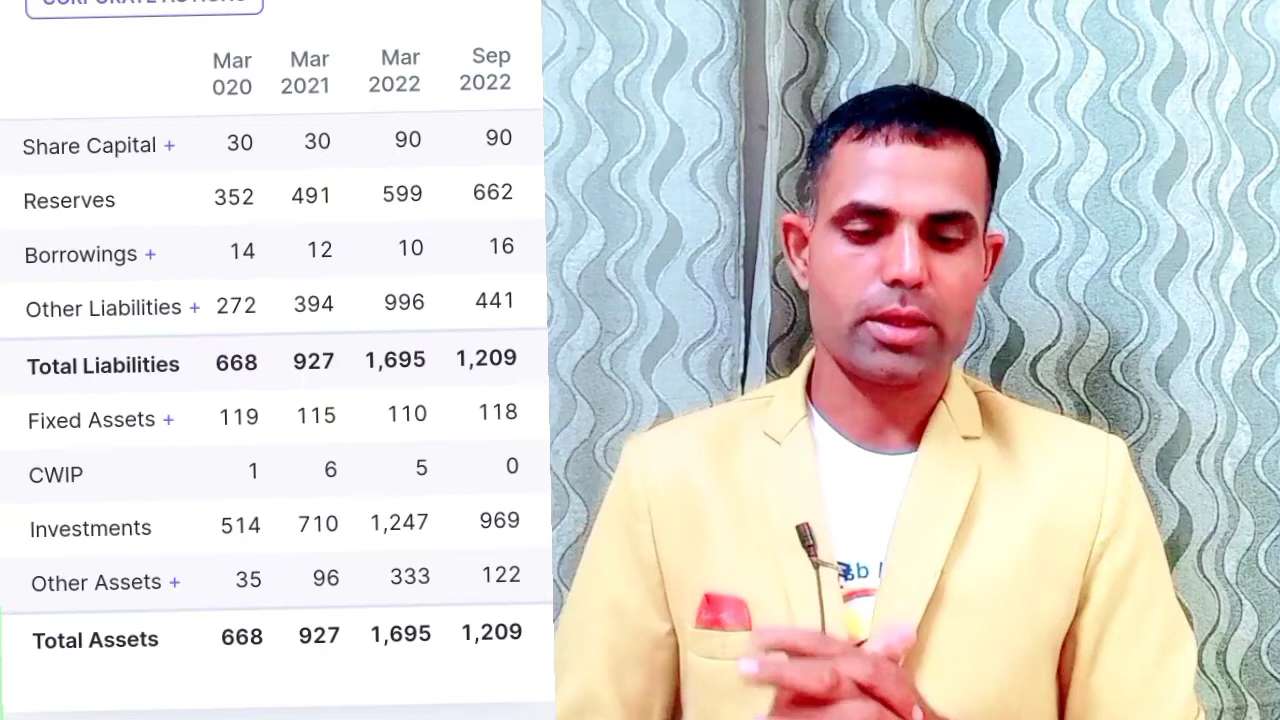 CORPORATE ACTIONS
Mar 020 Mar 2021 Mar 2022 Sep 2022
Share Capital + 30 30 90 90
Reserves 352 491 599 662
Borrowings + 14 12 10 16
Other Liabilities + 272 394 996 441
Total Liabilities 668 927 1,695 1,209
Fixed Assets + 119 115 110 118
CWIP 1 6 5 0
Investments 514 710 1,247 969
Other Assets + 35 96 333 122
Total Assets 668 927 1,695 1,209